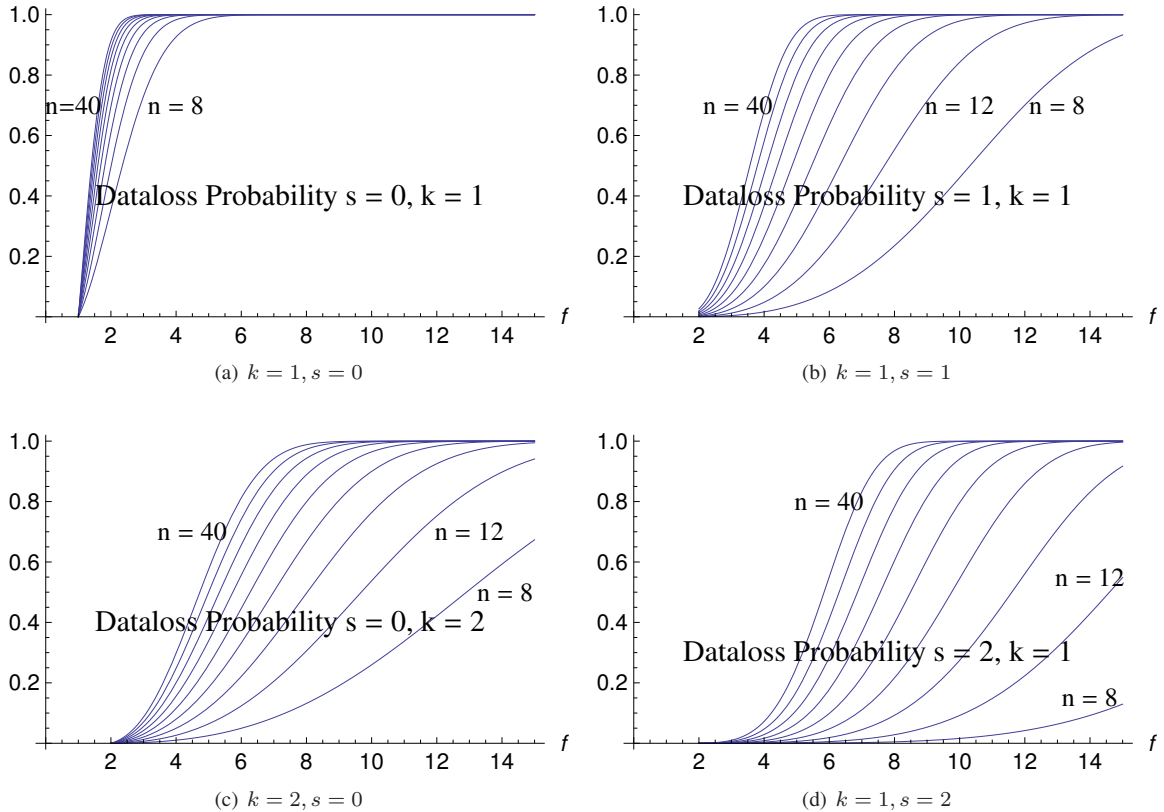 1.0
0.8
0.6
0.4
0.2
n=40
n = 8
Dataloss Probability s = 0, k = 1
2 4 6 8 10 12 14
f
(a) k = 1, s = 0
1.0
0.8
0.6
0.4
0.2
n = 40
n = 12
n = 8
Dataloss Probability s = 1, k = 1
2 4 6 8 10 12 14
f
(b) k = 1, s = 1
1.0
0.8
0.6
0.4
0.2
n = 40
n = 12
n = 8
Dataloss Probability s = 0, k = 2
2 4 6 8 10 12 14
f
(c) k = 2, s = 0
1.0
0.8
0.6
0.4
0.2
n = 40
n = 12
Dataloss Probability s = 2, k = 1
n = 8
2 4 6 8 10 12 14
f
(d) k = 1, s = 2